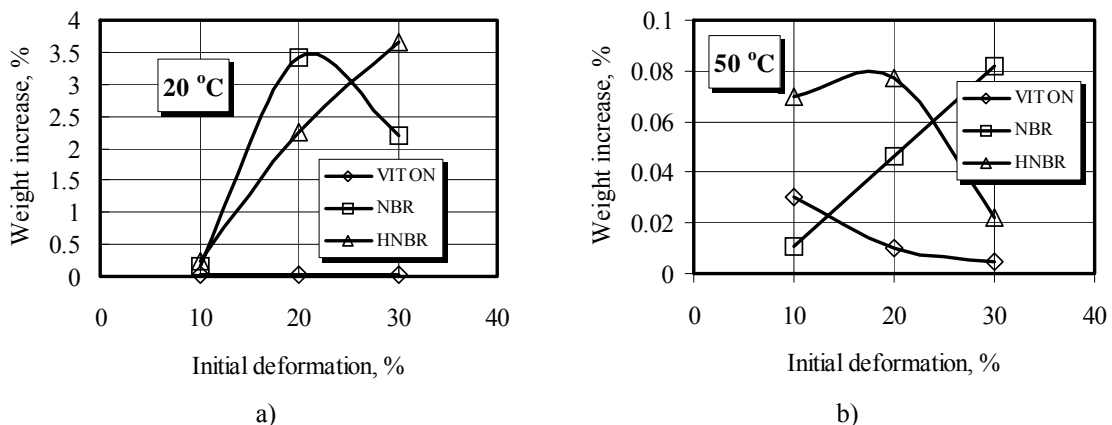 4
3.5
3
2.5
2
1.5
1
0.5
0
Weight increase, %
20 °C
VITON
NBR
HNBR
0 10 20 30 40
Initial deformation, %
a)
0.1
0.08
0.06
0.04
0.02
0
Weight increase, %
50 °C
VITON
NBR
HNBR
0 10 20 30 40
Initial deformation, %
b)